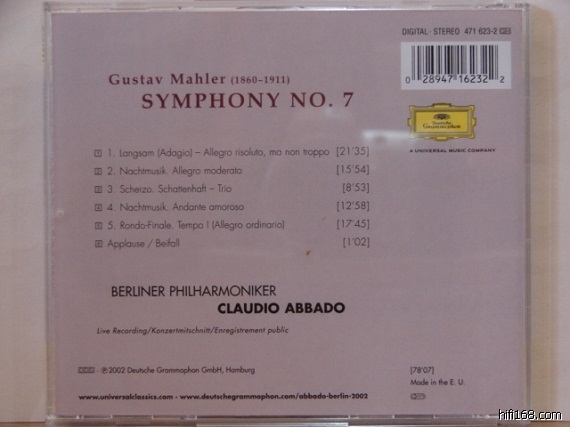 DIGITAL · STEREO 471 623-2 GH
0 28947 16232 2
Gustav Mahler (1860–1911)
SYMPHONY NO. 7
Deutsche
Grammophon
A UNIVERSAL MUSIC COMPANY
1. Langsam (Adagio) – Allegro risoluto, ma non troppo [21'35]
2. Nachtmusik. Allegro moderato [15'54]
3. Scherzo. Schattenhaft – Trio [8'53]
4. Nachtmusik. Andante amoroso [12'58]
5. Rondo-Finale. Tempo I (Allegro ordinario) [17'45]
Applause / Beifall [1'02]
BERLINER PHILHARMONIKER
CLAUDIO ABBADO
Live Recording/Konzertmitschnitt/Enregistrement public
DDD ℗ 2002 Deutsche Grammophon GmbH, Hamburg
[78'07]
Made in the E. U.
www.universalclassics.com · www.deutschegrammophon.com/abbado-berlin-2002
hifi168.com